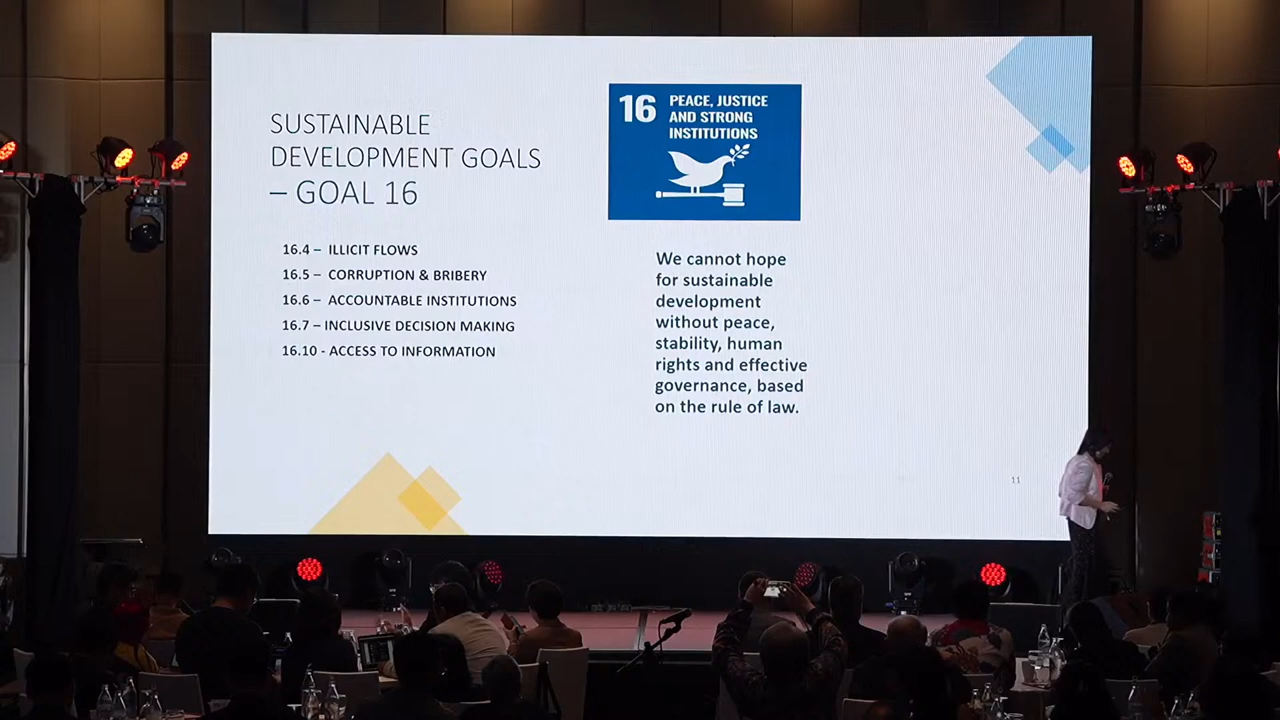 SUSTAINABLE
DEVELOPMENT GOALS
– GOAL 16
16.4 – ILLICIT FLOWS
16.5 – CORRUPTION & BRIBERY
16.6 – ACCOUNTABLE INSTITUTIONS
16.7 – INCLUSIVE DECISION MAKING
16.10 - ACCESS TO INFORMATION
16 PEACE, JUSTICE
AND STRONG
INSTITUTIONS
We cannot hope
for sustainable
development
without peace,
stability, human
rights and effective
governance, based
on the rule of law.
11